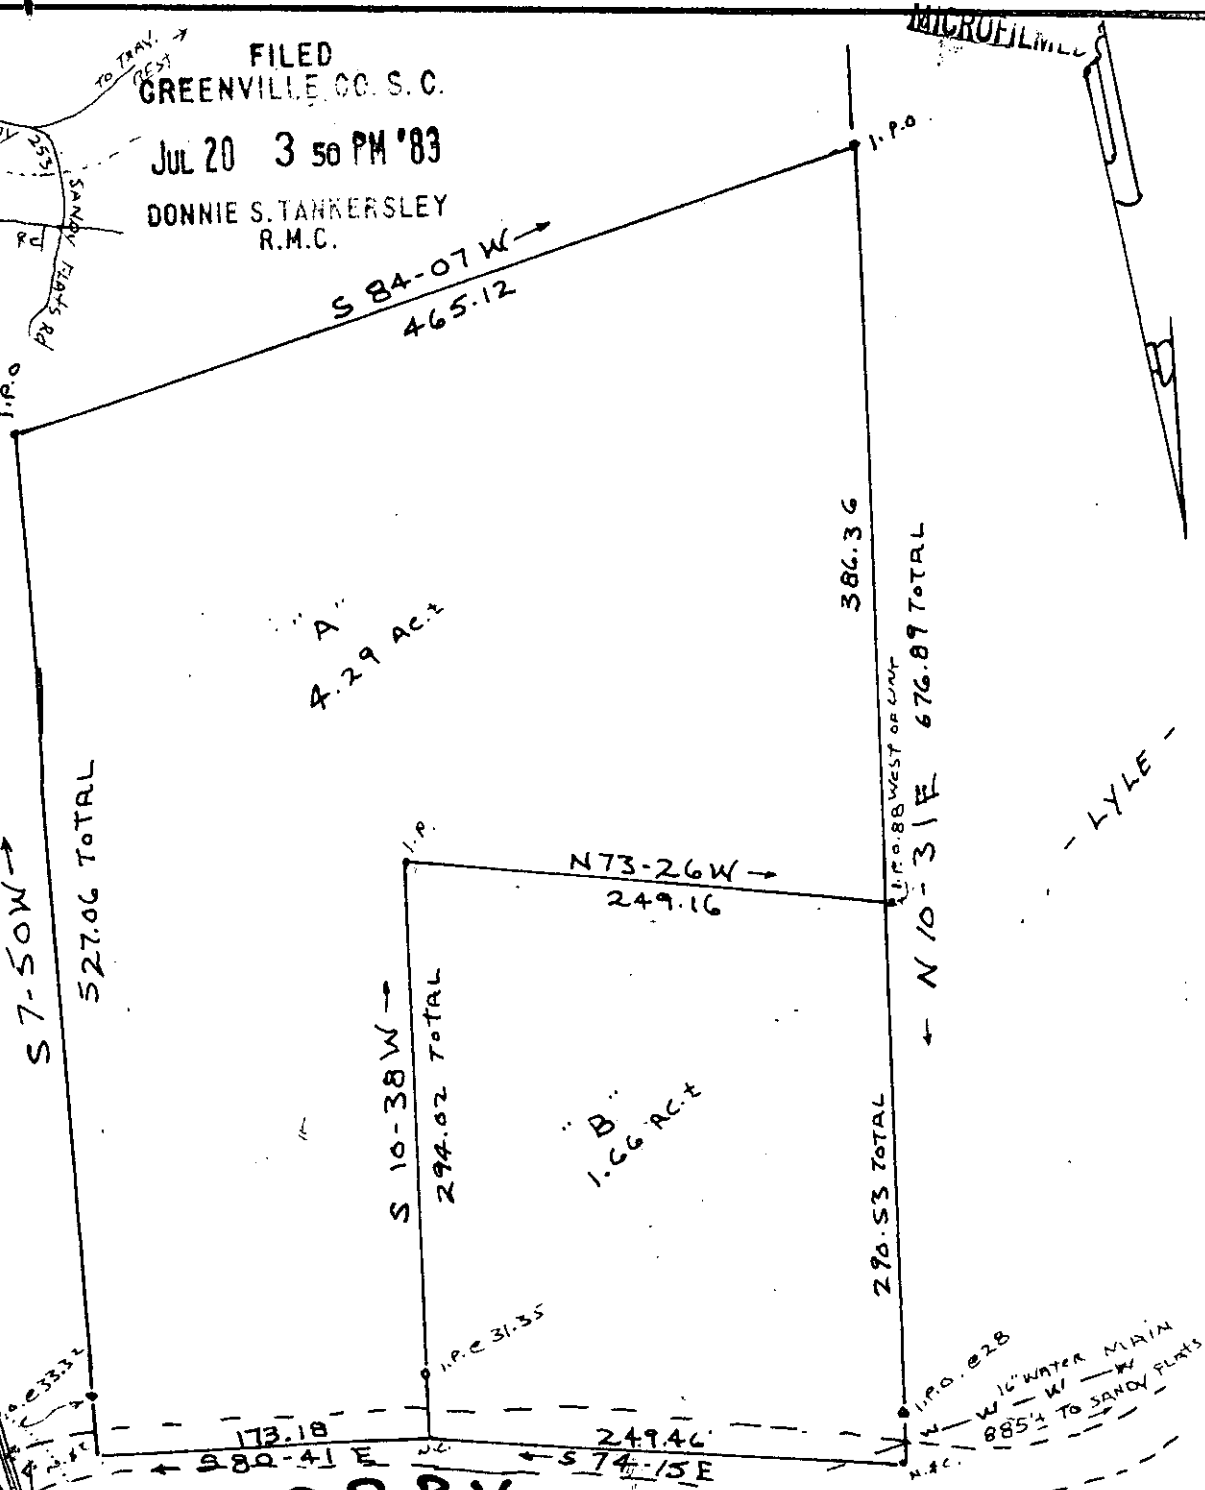 MICROFILMED
TO TRAV.
REST
FILED
GREENVILLE. CO. S. C.
JUL 20 3 50 PM '83
DONNIE S. TANKERSLEY
R.M.C.
253
SANDY FLATS Rd
I.P.O.
I.P.O
S 84-07 W →
465.12
386.36
"A"
4.29 AC.±
S 7-50 W →
527.06 TOTAL
← N 10-31 E 676.89 TOTAL
I.P.O. .88 WEST OF LINE
- LYLE -
I.P.
N 73-26 W →
249.16
S 10-38 W →
294.02 TOTAL
"B"
1.66 AC.±
290.53 TOTAL
I.P. @ 31.35
I.P.O. @ 28
16" WATER MAIN
W W W W
885'± TO SANDY FLATS
@ 33.32
173.18
← S 80-41 E
N.C.
249.46
← S 74-15 E
N.&C.
N.&C.